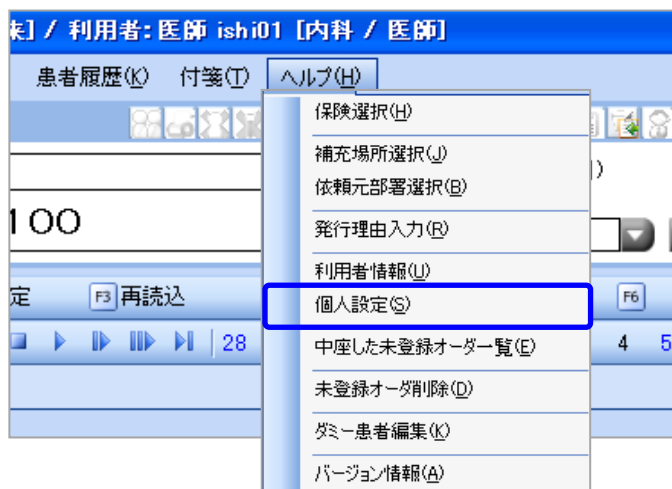 来] / 利用者: 医師 ishi01 [内科 / 医師]
患者履歴(K) 付箋(T) ヘルプ(H)
保険選択(H)
補充場所選択(J)
)
依頼元部署選択(B)
100
発行理由入力(R)
利用者情報(U)
定 F3 再読込
個人設定(S)
F6
28
中座した未登録オーダ一覧(E)
4 5
未登録オーダ削除(D)
ダミー患者編集(K)
バージョン情報(A)